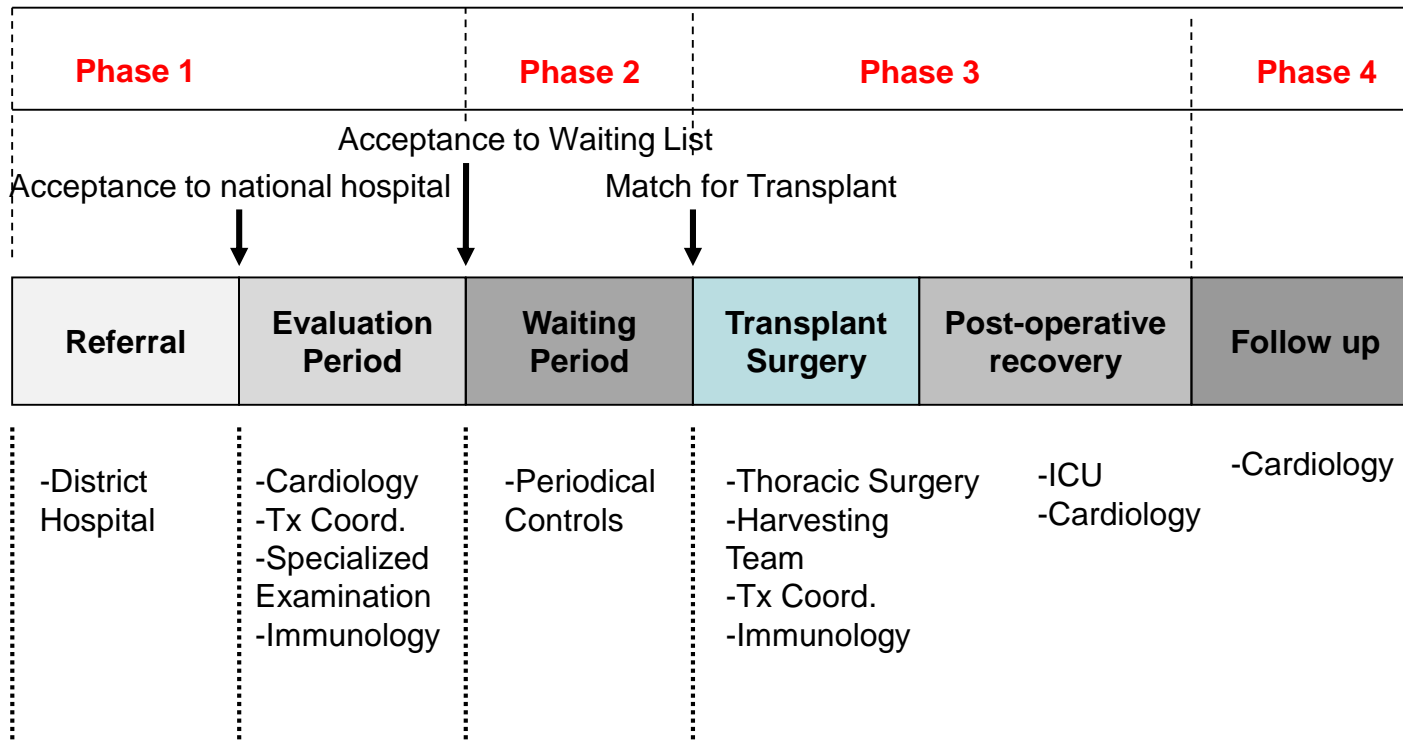 Phase 1
Phase 2
Phase 3
Phase 4
Acceptance to Waiting List
Acceptance to national hospital
Match for Transplant
Referral
Evaluation
Period
Waiting
Period
Transplant
Surgery
Post-operative
recovery
Follow up
-District
Hospital
-Cardiology
-Tx Coord.
-Specialized
Examination
-Immunology
-Periodical
Controls
-Thoracic Surgery
-Harvesting
Team
-Tx Coord.
-Immunology
-ICU
-Cardiology
-Cardiology